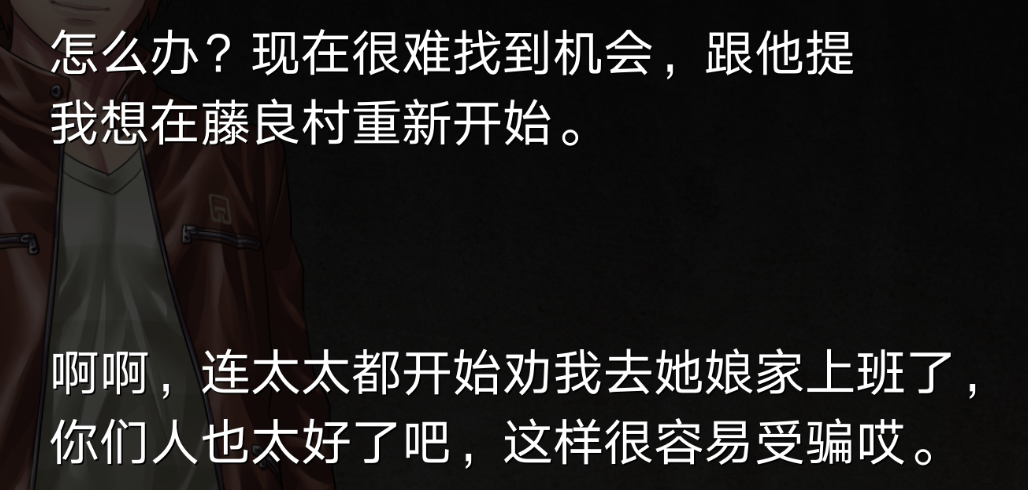 怎么办？现在很难找到机会，跟他提
我想在藤良村重新开始。
啊啊，连太太都开始劝我去她娘家上班了，
你们人也太好了吧，这样很容易受骗哎。